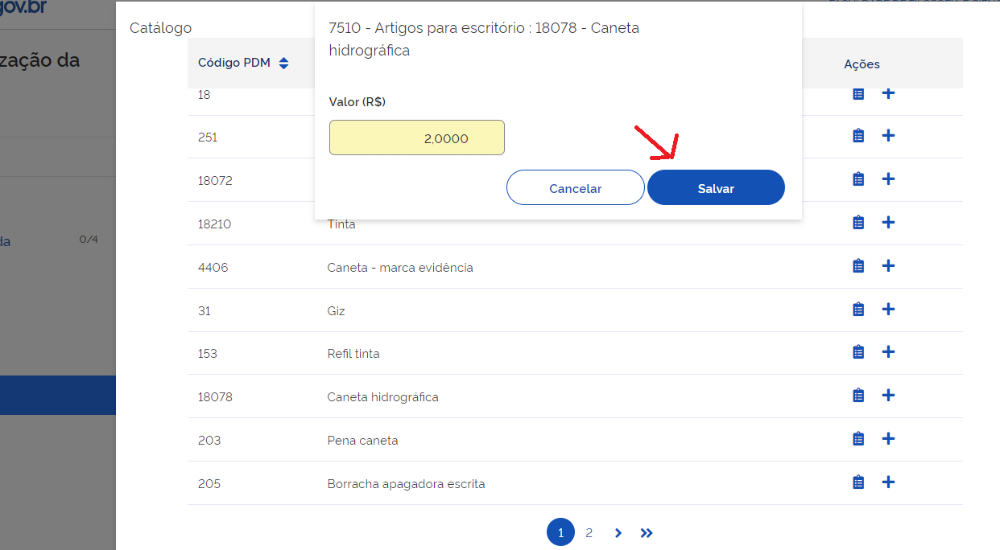 gov.br
Catálogo
zação da
7510 - Artigos para escritório : 18078 - Caneta
hidrográfica
Código PDM
Ações
Valor (R$)
2,0000
Cancelar
Salvar
18
251
18072
18210 Tinta
da 0/4
4406 Caneta - marca evidência
31 Giz
153 Refil tinta
18078 Caneta hidrográfica
203 Pena caneta
205 Borracha apagadora escrita
1 2